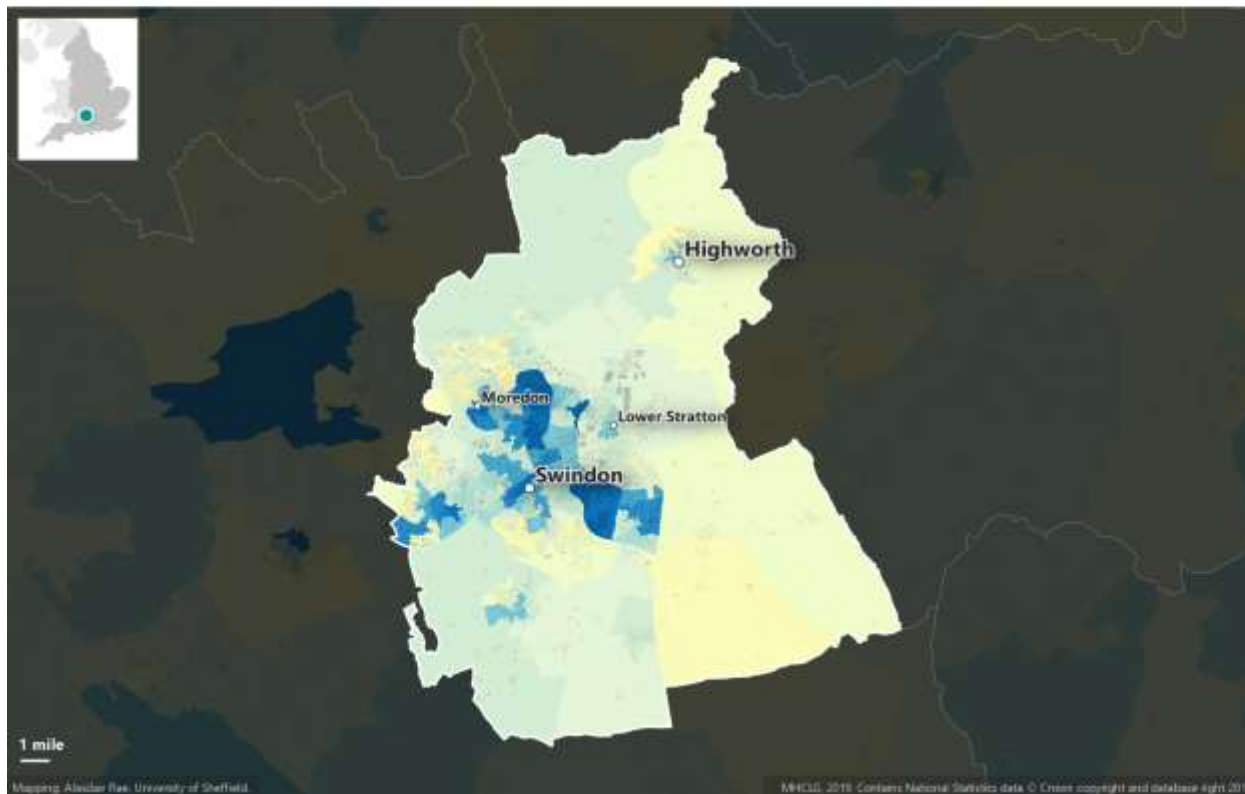 Highworth
Moredon
Lower Stratton
Swindon
1 mile
Mapping: Alasdair Rae, University of Sheffield.
MHCLG, 2019. Contains National Statistics data. © Crown copyright and database right